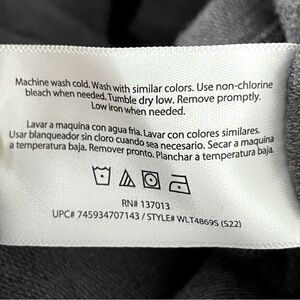 Machine wash cold. Wash with similar colors. Use non-chlorine
bleach when needed. Tumble dry low. Remove promptly.
Low iron when needed.
Lavar a maquina con agua fria. Lavar con colores similares.
Usar blanqueador sin cloro cuando sea necesario. Secar a maquina
a temperatura baja. Remover pronto. Planchar a temperatura baja.
RN# 137013
UPC# 745934707143 / STYLE# WLT4869S (S22)